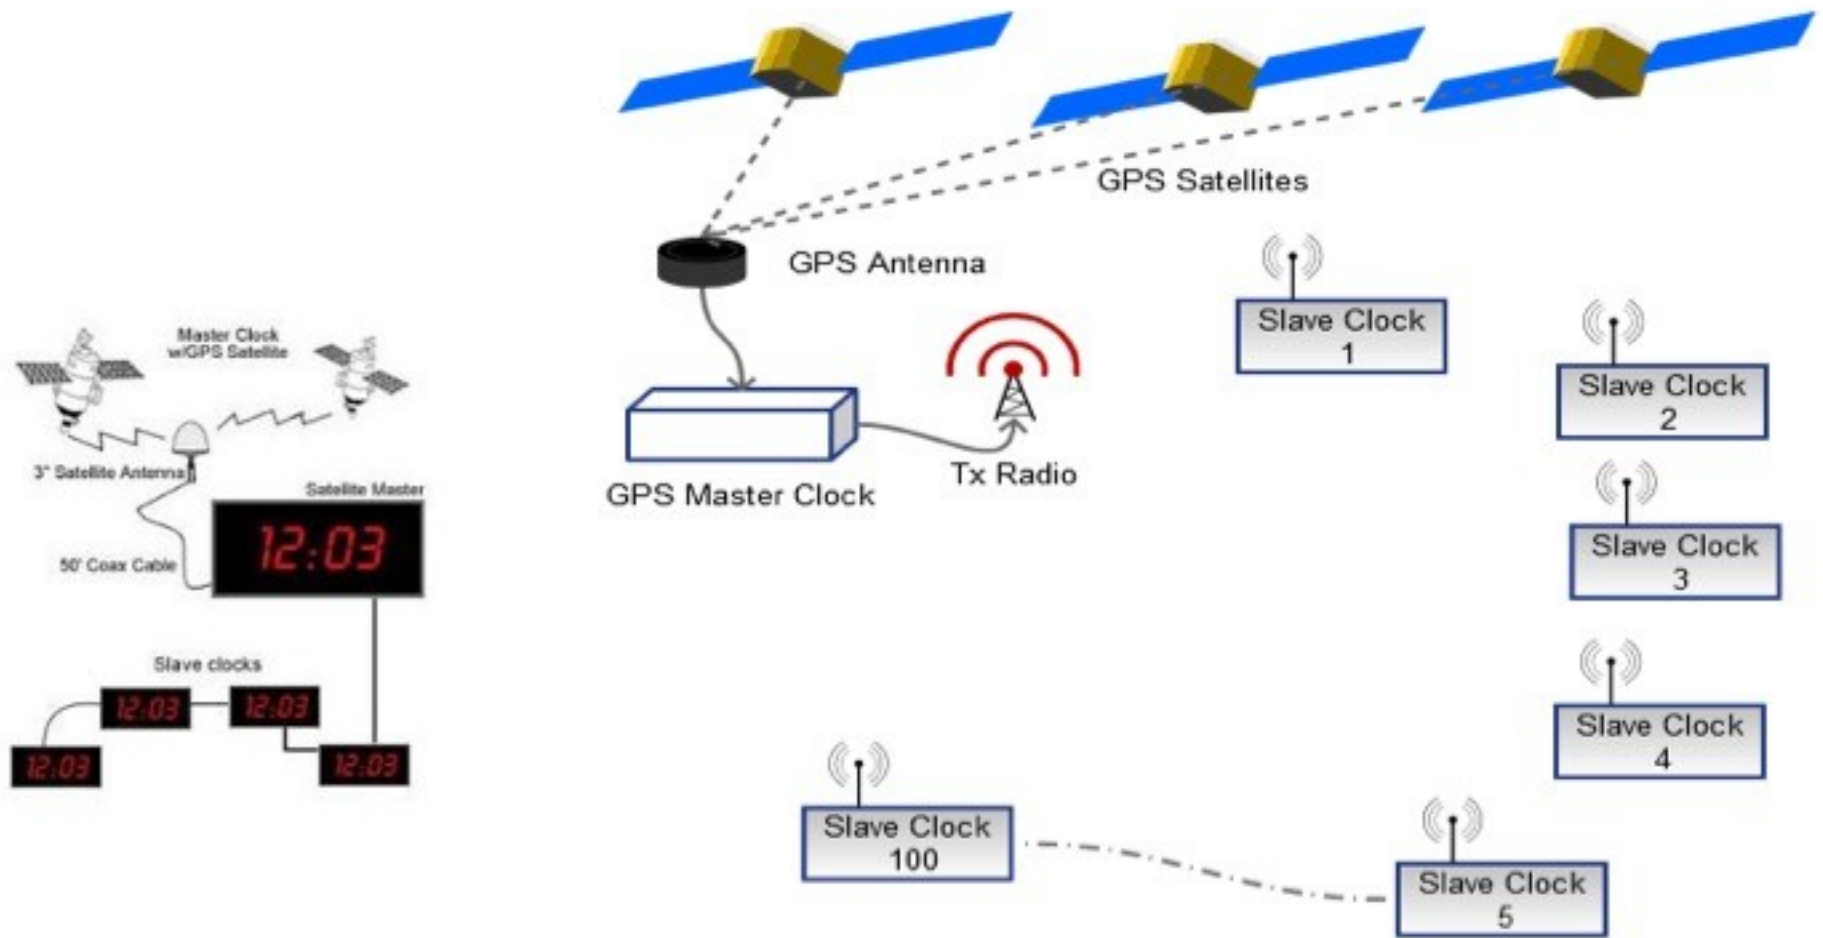 Master Clock
w/GPS Satellite
3" Satellite Antenna
Satellite Master
12:03
50' Coax Cable
Slave clocks
12:03
12:03
12:03
12:03
GPS Satellites
GPS Antenna
GPS Master Clock
Tx Radio
Slave Clock
1
Slave Clock
2
Slave Clock
3
Slave Clock
4
Slave Clock
5
Slave Clock
100